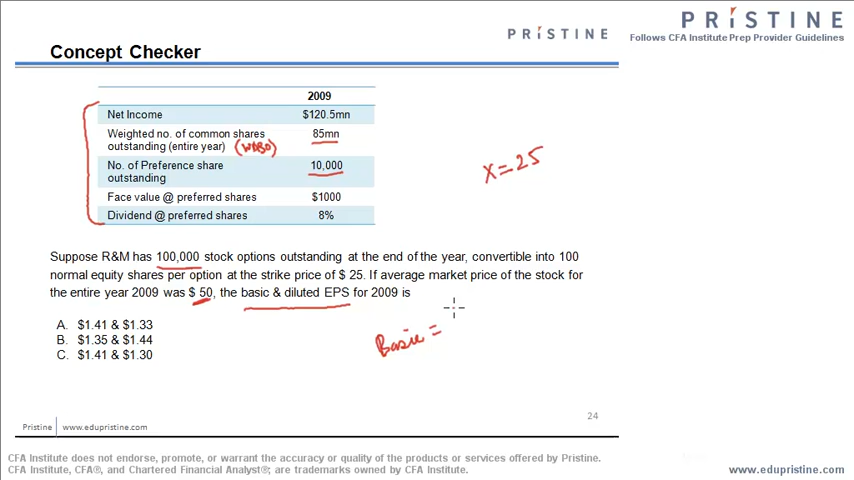 PRİSTINE
PRİSTINE
Follows CFA Institute Prep Provider Guidelines
Concept Checker
2009
Net Income $120.5mn
Weighted no. of common shares 85mn
outstanding (entire year) (WASO)
No. of Preference share 10,000
outstanding
Face value @ preferred shares $1000
Dividend @ preferred shares 8%
X=25
Suppose R&M has 100,000 stock options outstanding at the end of the year, convertible into 100
normal equity shares per option at the strike price of $ 25. If average market price of the stock for
the entire year 2009 was $ 50, the basic & diluted EPS for 2009 is
A. $1.41 & $1.33
B. $1.35 & $1.44
C. $1.41 & $1.30
Basic =
24
Pristine www.edupristine.com
CFA Institute does not endorse, promote, or warrant the accuracy or quality of the products or services offered by Pristine.
CFA Institute, CFA®, and Chartered Financial Analyst®; are trademarks owned by CFA Institute.
www.edupristine.com